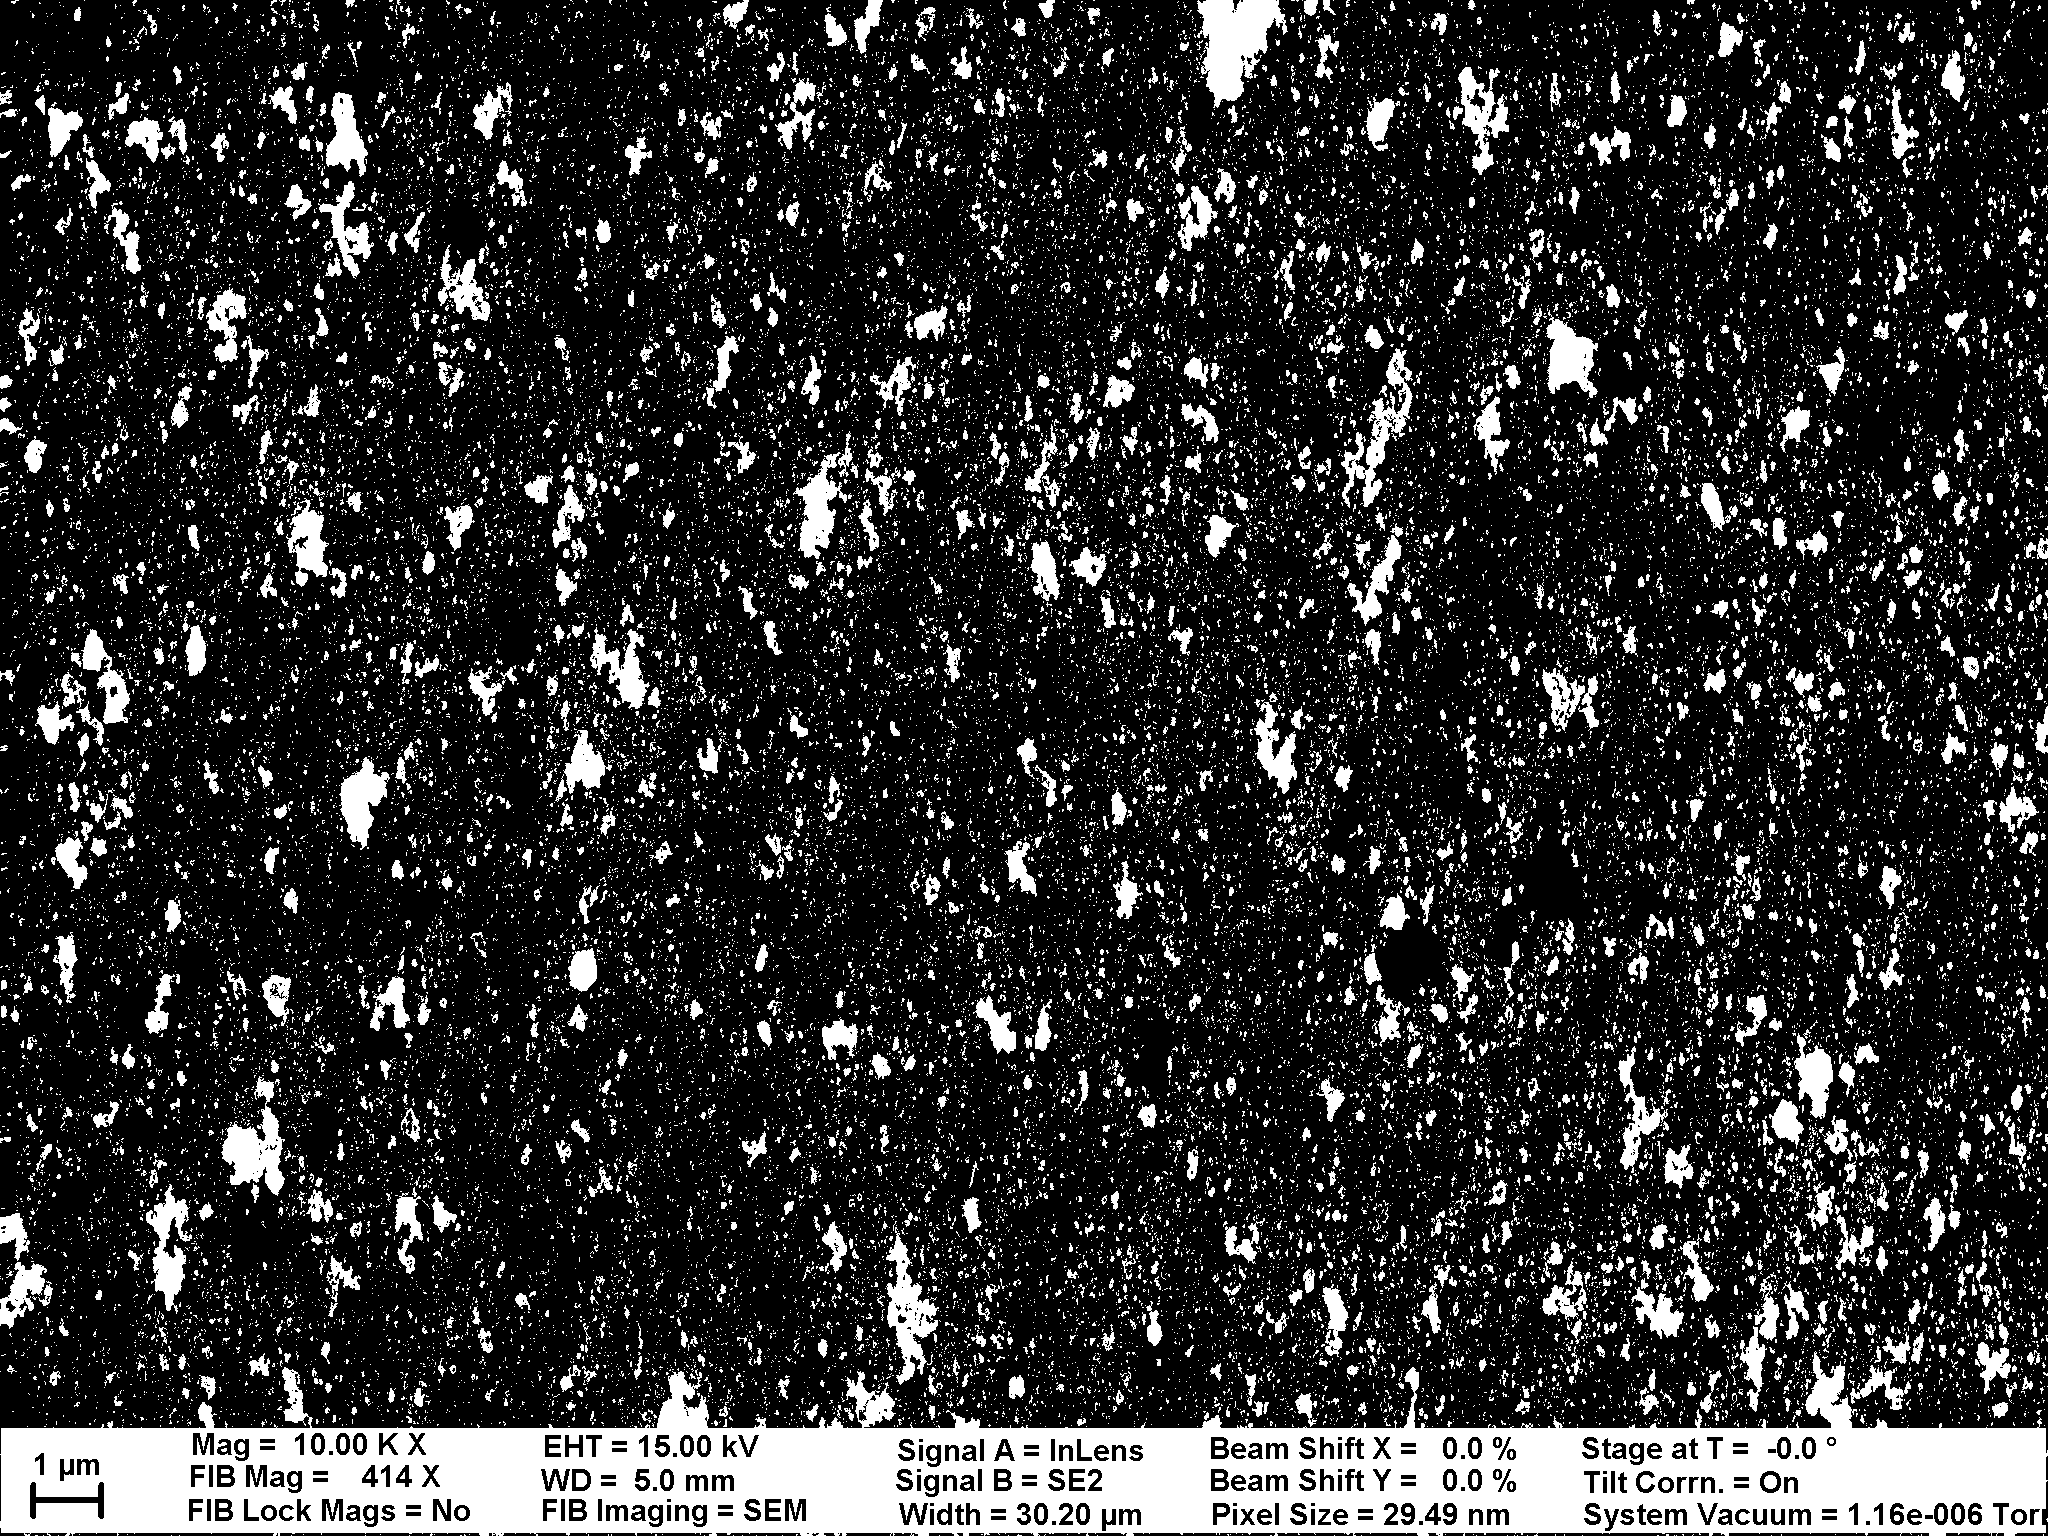 1 µm
Mag = 10.00 K X
FIB Mag = 414 X
FIB Lock Mags = No
EHT = 15.00 kV
WD = 5.0 mm
FIB Imaging = SEM
Signal A = InLens
Signal B = SE2
Width = 30.20 µm
Beam Shift X = 0.0 %
Beam Shift Y = 0.0 %
Pixel Size = 29.49 nm
Stage at T = -0.0 °
Tilt Corrn. = On
System Vacuum = 1.16e-006 Torr